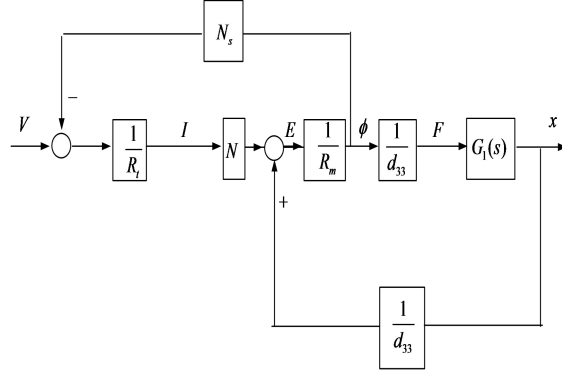 N_s
−
V
1
R_t
I
N
E
1
R_m
ϕ
1
d_33
F
G_1(s)
x
+
1
d_33